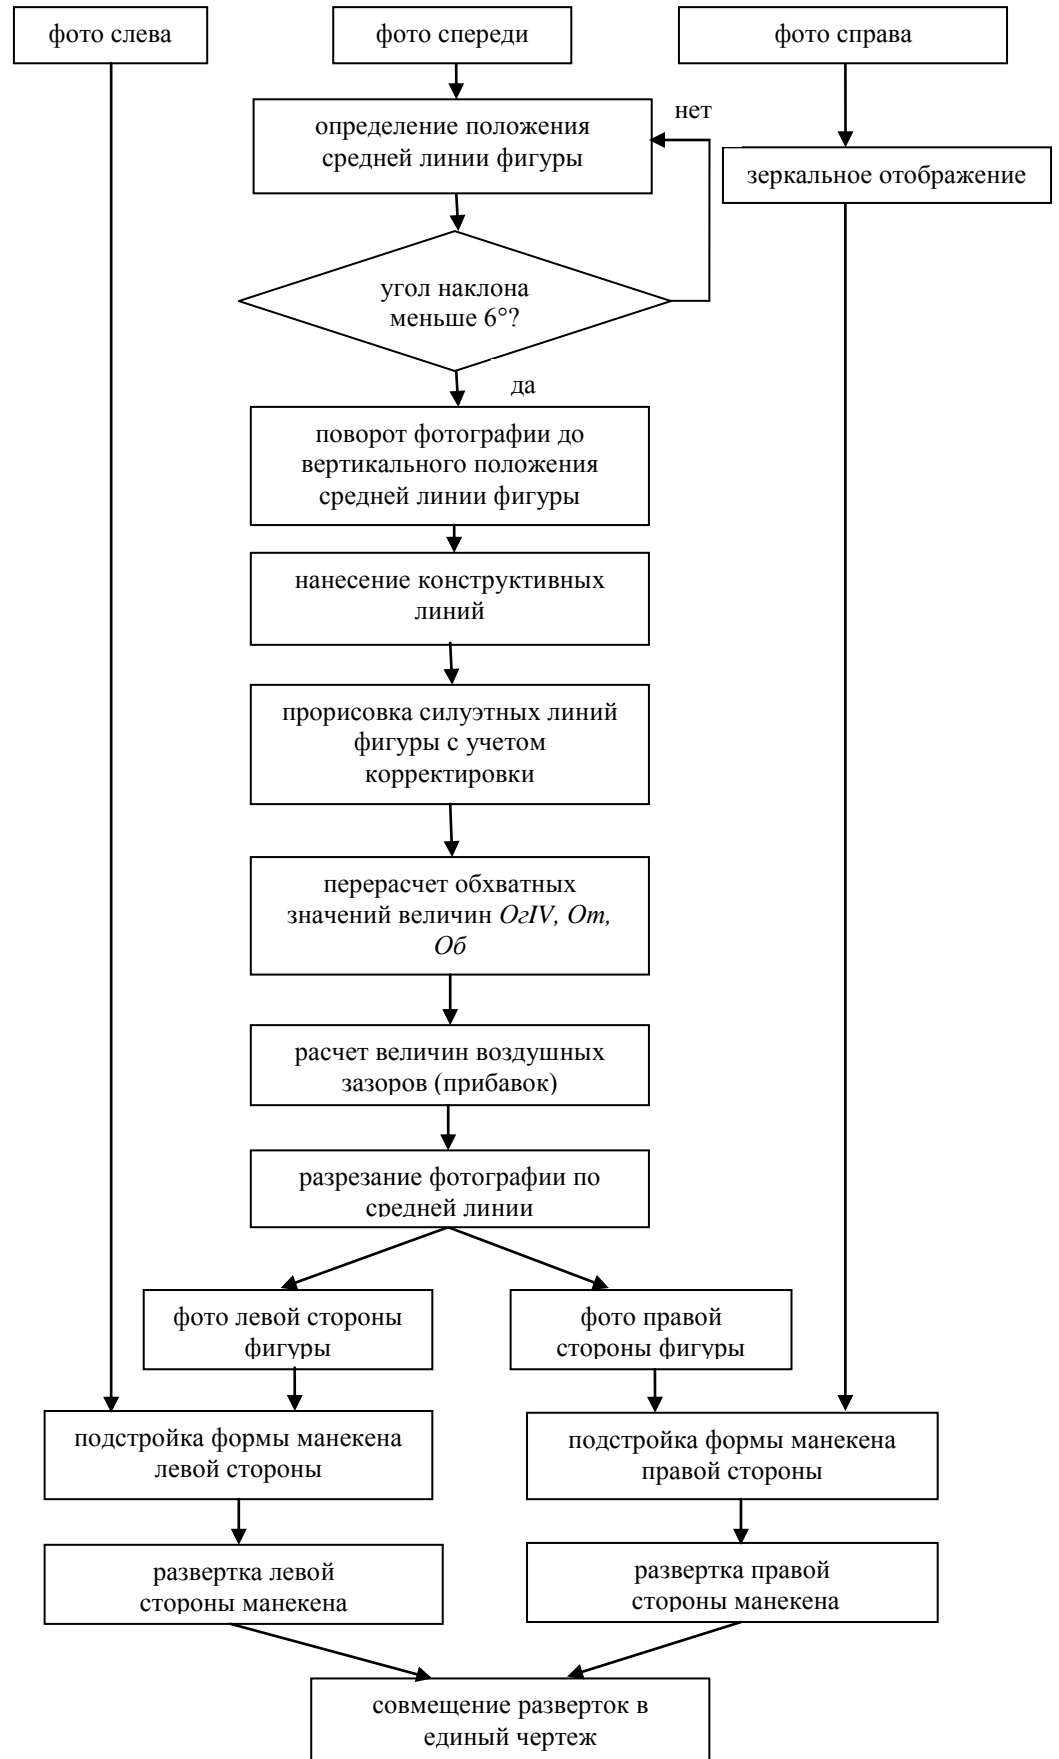 фото слева
фото спереди
фото справа
определение положения
средней линии фигуры
нет
зеркальное отображение
угол наклона
меньше 6°?
да
поворот фотографии до
вертикального положения
средней линии фигуры
нанесение конструктивных
линий
прорисовка силуэтных линий
фигуры с учетом
корректировки
перерасчет обхватных
значений величин ОгIV, От,
Об
расчет величин воздушных
зазоров (прибавок)
разрезание фотографии по
средней линии
фото левой стороны
фигуры
фото правой
стороны фигуры
подстройка формы манекена
левой стороны
подстройка формы манекена
правой стороны
развертка левой
стороны манекена
развертка правой
стороны манекена
совмещение разверток в
единый чертеж